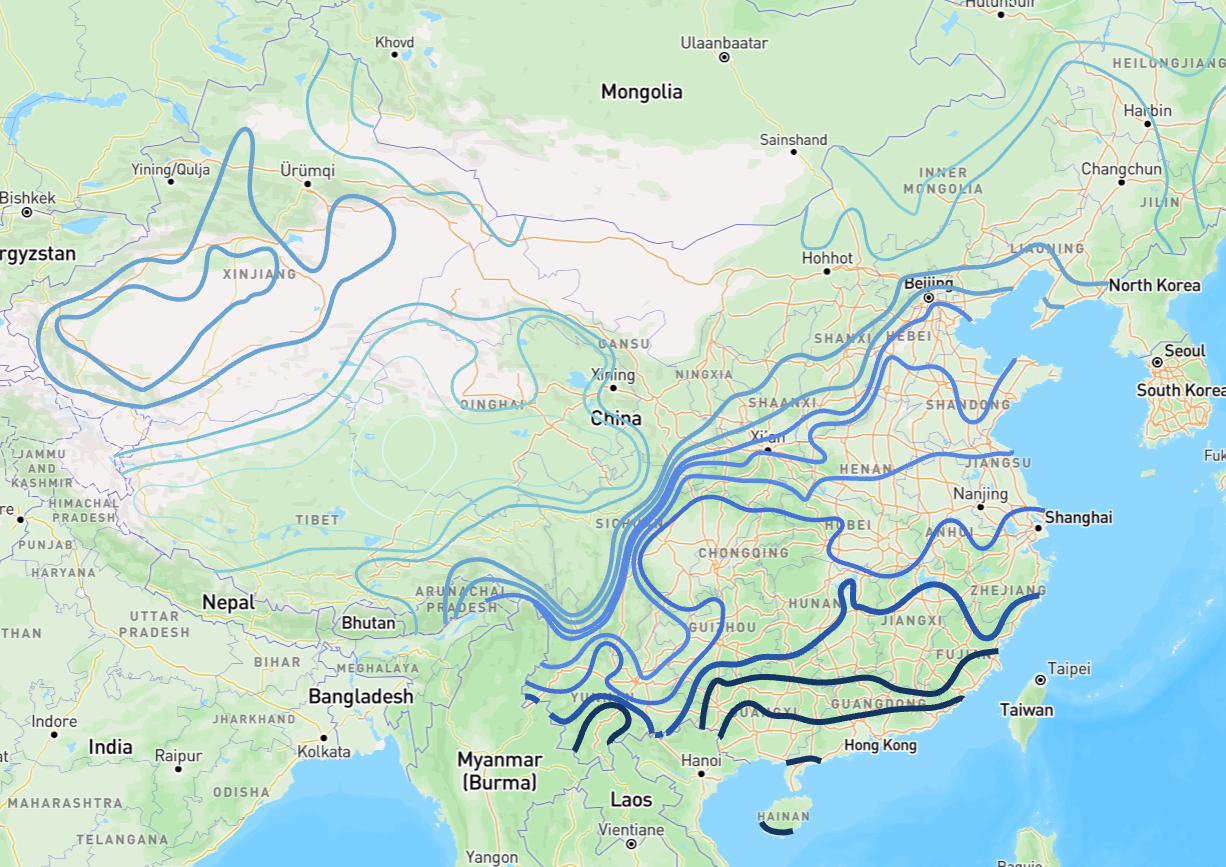 Hulunbuir
Khovd
Ulaanbaatar
Mongolia
HEILONGJIANG
Harbin
Sainshand
Yining/Qulja
Ürümqi
Changchun
INNER
MONGOLIA
Bishkek
JILIN
rgyzstan
LIAONING
XINJIANG
Hohhot
Beijing
North Korea
SHANXI
HEBEI
GANSU
Seoul
Xining
NINGXIA
South Korea
QINGHAI
China
SHAANXI
SHANDONG
Xi'an
JAMMU
AND
KASHMIR
HENAN
JIANGSU
Fuk
HIMACHAL
PRADESH
Nanjing
re
TIBET
SICHUAN
HUBEI
Shanghai
ANHUI
PUNJAB
CHONGQING
HARYANA
ARUNACHAL
PRADESH
ZHEJIANG
Nepal
HUNAN
UTTAR
PRADESH
Bhutan
JIANGXI
THAN
GUIZHOU
FUJIAN
BIHAR
MEGHALAYA
Taipei
Bangladesh
YUNNAN
GUANGDONG
GUANGXI
Taiwan
JHARKHAND
Indore
India
Kolkata
Hong Kong
Raipur
Myanmar
(Burma)
Hanoi
ODISHA
Laos
MAHARASHTRA
HAINAN
Vientiane
TELANGANA
Yangon
Baguio